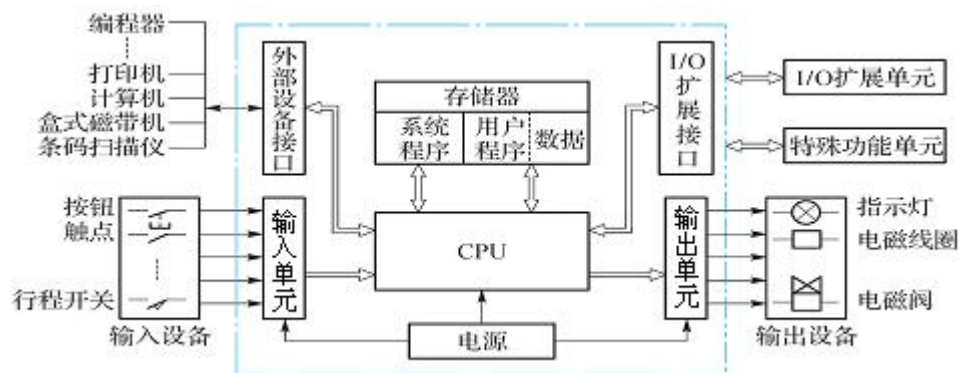 编程器
打印机
计算机
盒式磁带机
条码扫描仪
外部设备接口
存储器
系统程序
用户程序
数据
I/O扩展接口
I/O扩展单元
特殊功能单元
按钮
触点
行程开关
输入设备
输入单元
CPU
电源
输出单元
指示灯
电磁线圈
电磁阀
输出设备